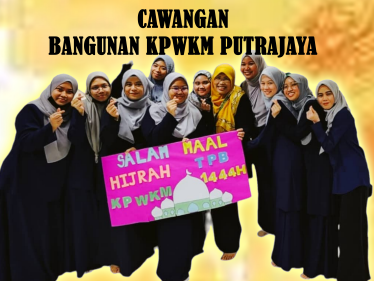 CAWANGAN
BANGUNAN KPWKM PUTRAJAYA
SALAM MAAL
HIJRAH TPB
KPWKM 1444H